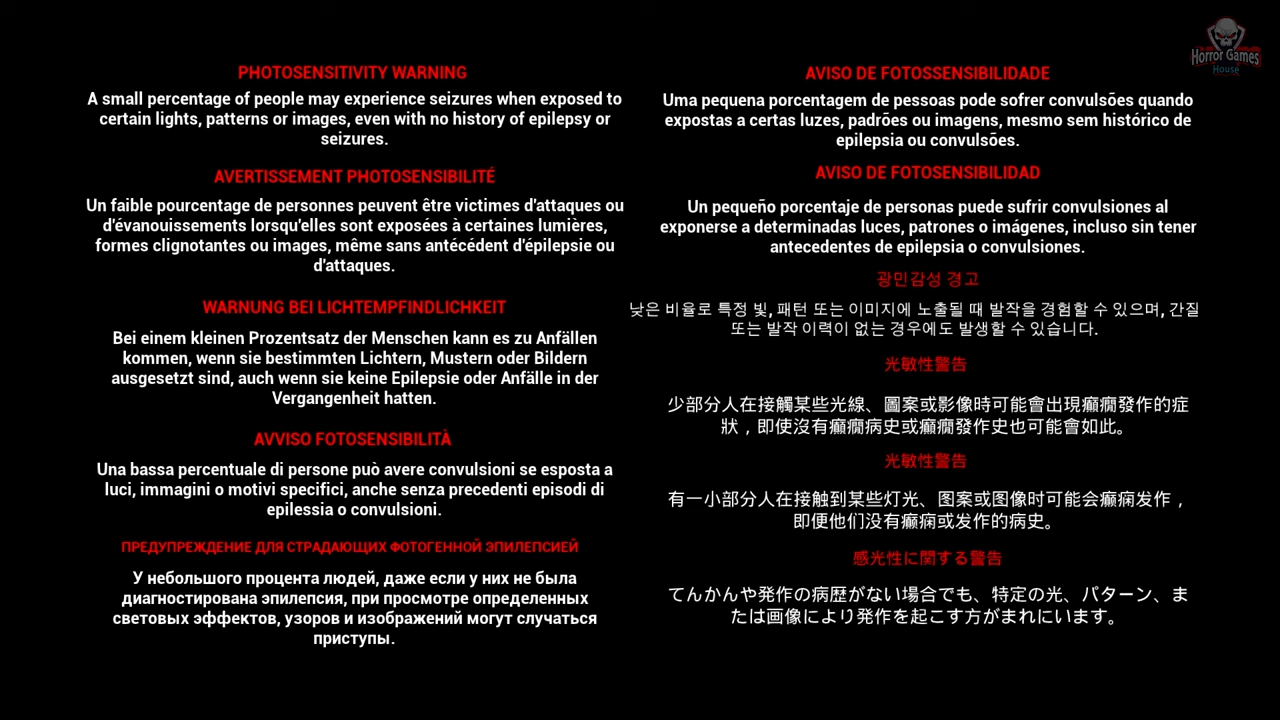 PHOTOSENSITIVITY WARNING
A small percentage of people may experience seizures when exposed to
certain lights, patterns or images, even with no history of epilepsy or
seizures.
AVERTISSEMENT PHOTOSENSIBILITÉ
Un faible pourcentage de personnes peuvent être victimes d'attaques ou
d'évanouissements lorsqu'elles sont exposées à certaines lumières,
formes clignotantes ou images, même sans antécédent d'épilepsie ou
d'attaques.
WARNUNG BEI LICHTEMPFINDLICHKEIT
Bei einem kleinen Prozentsatz der Menschen kann es zu Anfällen
kommen, wenn sie bestimmten Lichtern, Mustern oder Bildern
ausgesetzt sind, auch wenn sie keine Epilepsie oder Anfälle in der
Vergangenheit hatten.
AVVISO FOTOSENSIBILITÀ
Una bassa percentuale di persone può avere convulsioni se esposta a
luci, immagini o motivi specifici, anche senza precedenti episodi di
epilessia o convulsioni.
ПРЕДУПРЕЖДЕНИЕ ДЛЯ СТРАДАЮЩИХ ФОТОГЕННОЙ ЭПИЛЕПСИЕЙ
У небольшого процента людей, даже если у них не была
диагностирована эпилепсия, при просмотре определенных
световых эффектов, узоров и изображений могут случаться
приступы.
AVISO DE FOTOSSENSIBILIDADE
Uma pequena porcentagem de pessoas pode sofrer convulsões quando
expostas a certas luzes, padrões ou imagens, mesmo sem histórico de
epilepsia ou convulsões.
AVISO DE FOTOSENSIBILIDAD
Un pequeño porcentaje de personas puede sufrir convulsiones al
exponerse a determinadas luces, patrones o imágenes, incluso sin tener
antecedentes de epilepsia o convulsiones.
광민감성 경고
낮은 비율로 특정 빛, 패턴 또는 이미지에 노출될 때 발작을 경험할 수 있으며, 간질
또는 발작 이력이 없는 경우에도 발생할 수 있습니다.
光敏性警告
少部分人在接觸某些光線、圖案或影像時可能會出現癲癇發作的症
狀，即使沒有癲癇病史或癲癇發作史也可能會如此。
光敏性警告
有一小部分人在接触到某些灯光、图案或图像时可能会癫痫发作，
即便他们没有癫痫或发作的病史。
感光性に関する警告
てんかんや発作の病歴がない場合でも、特定の光、パターン、ま
たは画像により発作を起こす方がまれにいます。
Horror Games
House